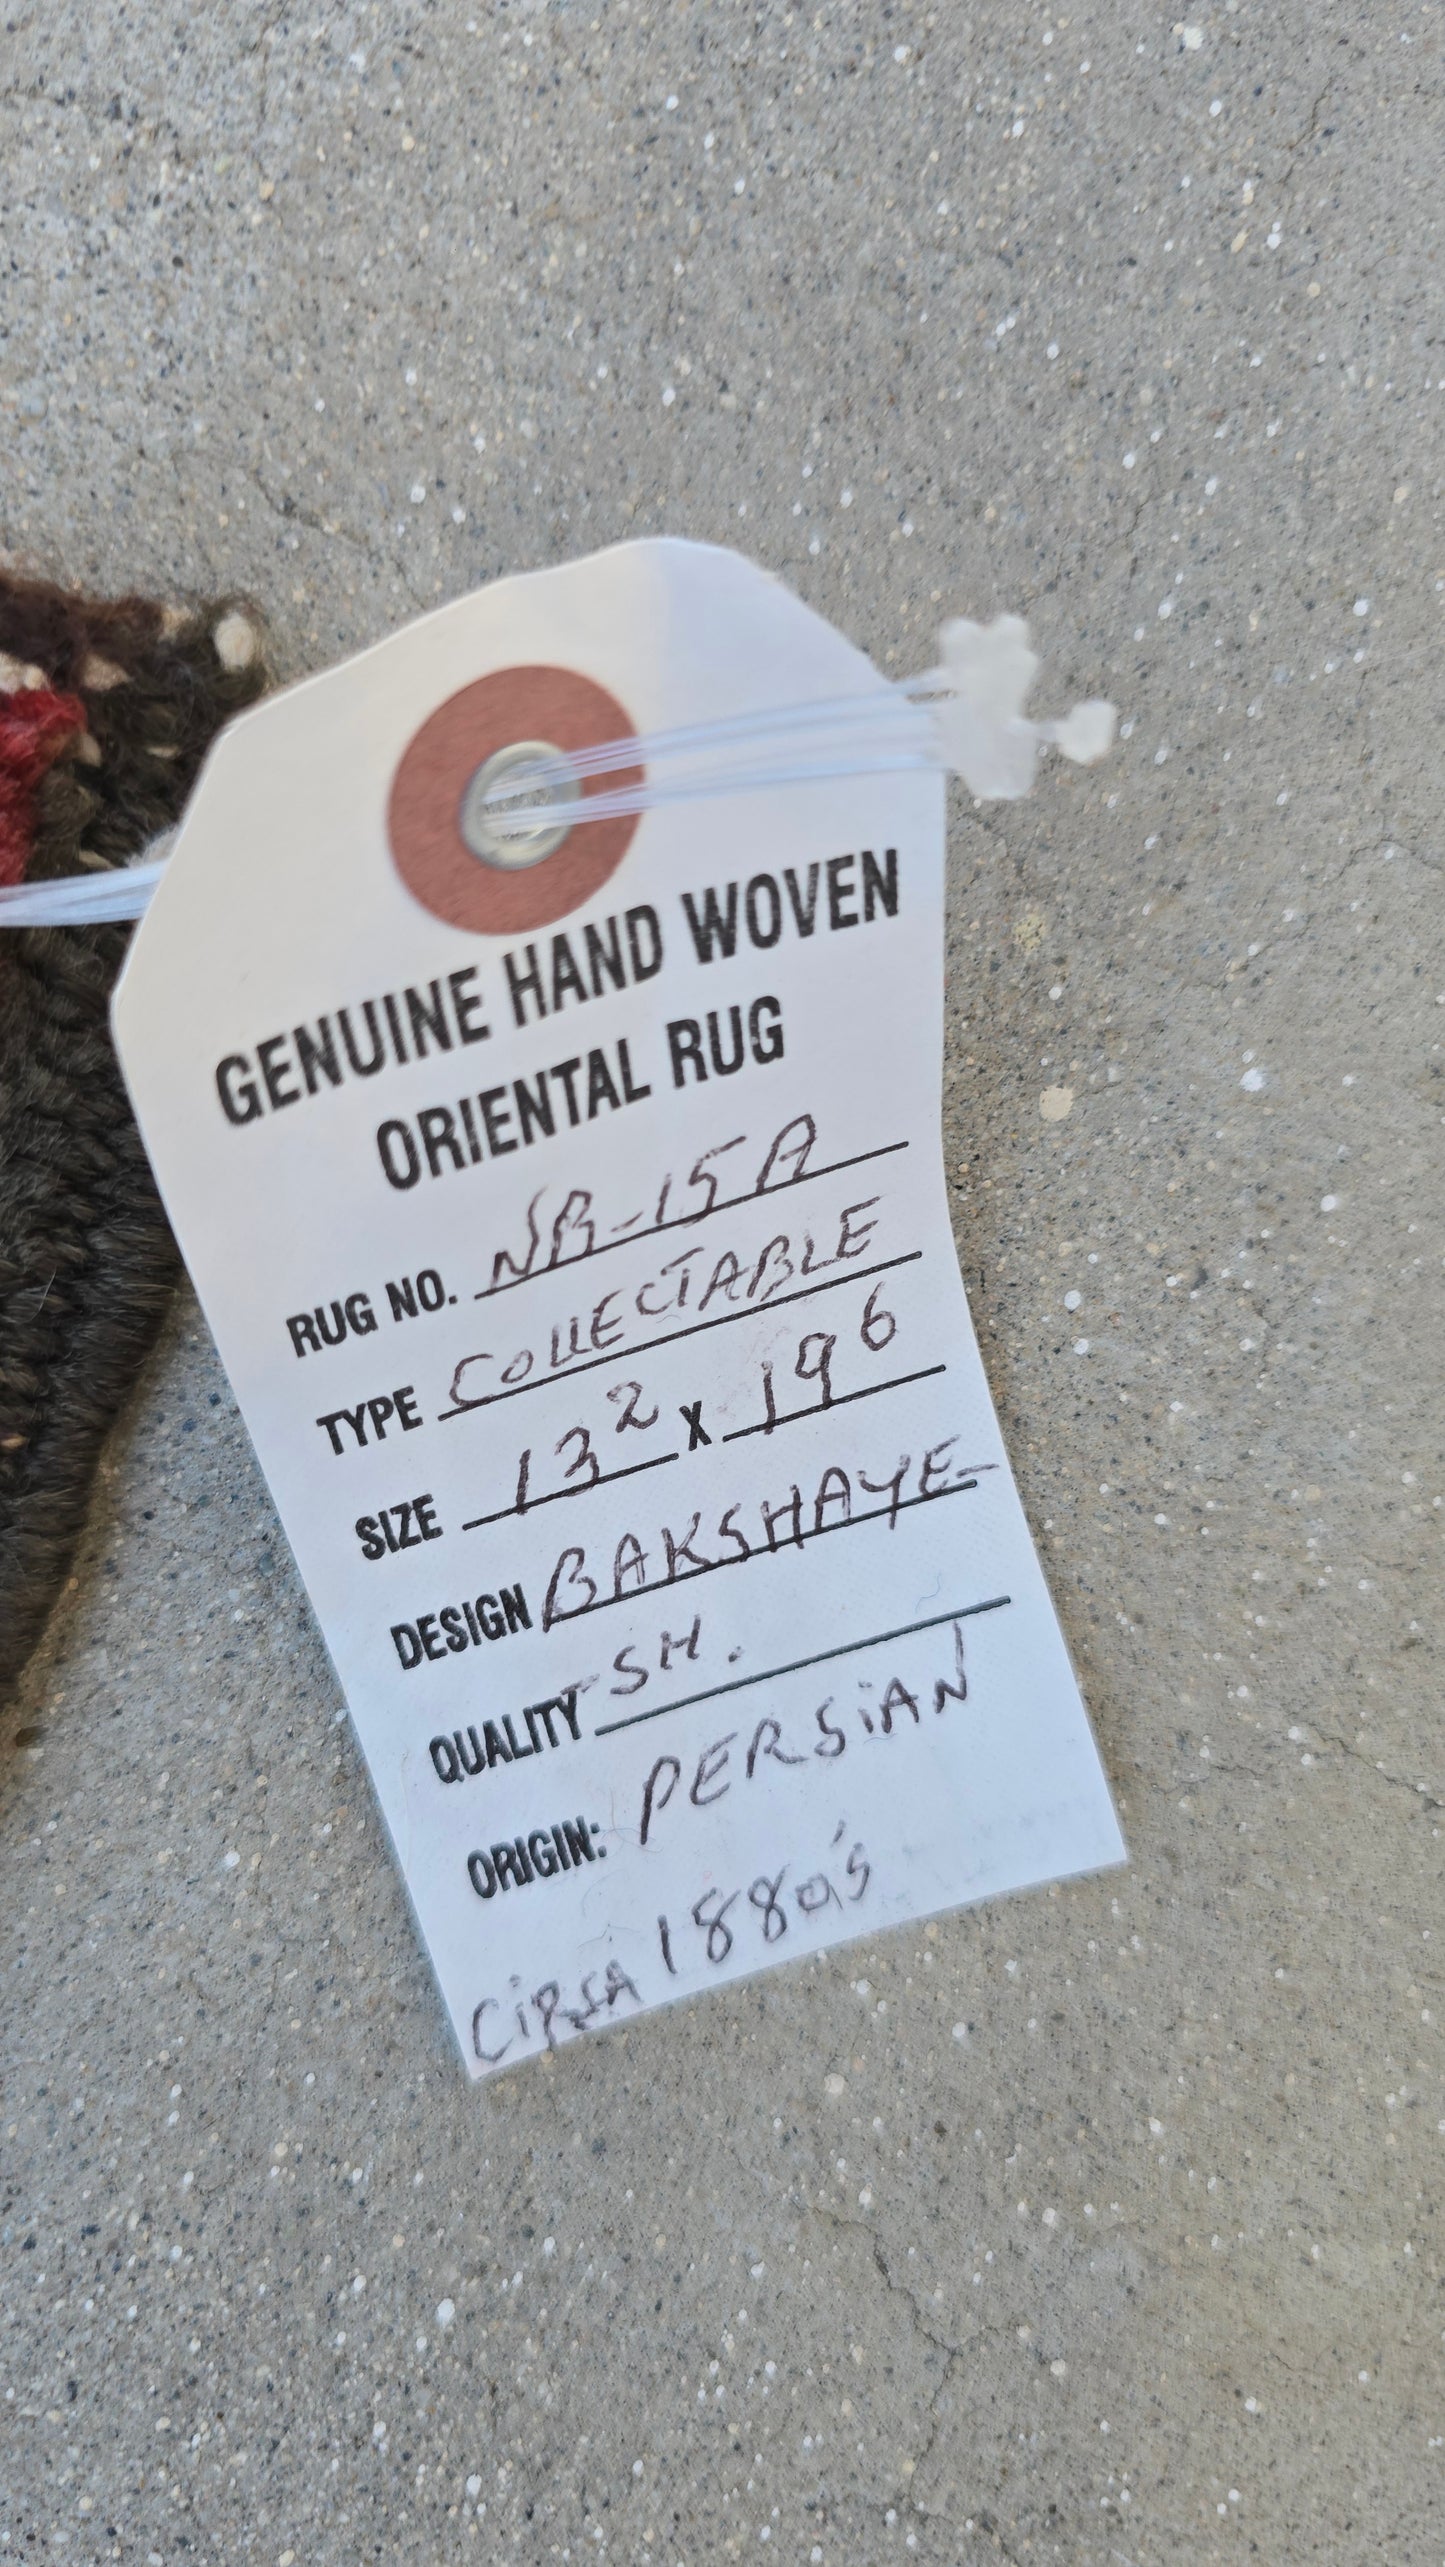 GENUINE HAND WOVEN
ORIENTAL RUG
RUG NO. NB-15A
TYPE COLLECTABLE
SIZE 13² X 19⁶
DESIGN BAKSHAYE-
QUALITY -SH.
ORIGIN: PERSIAN
CIRSA 1880's